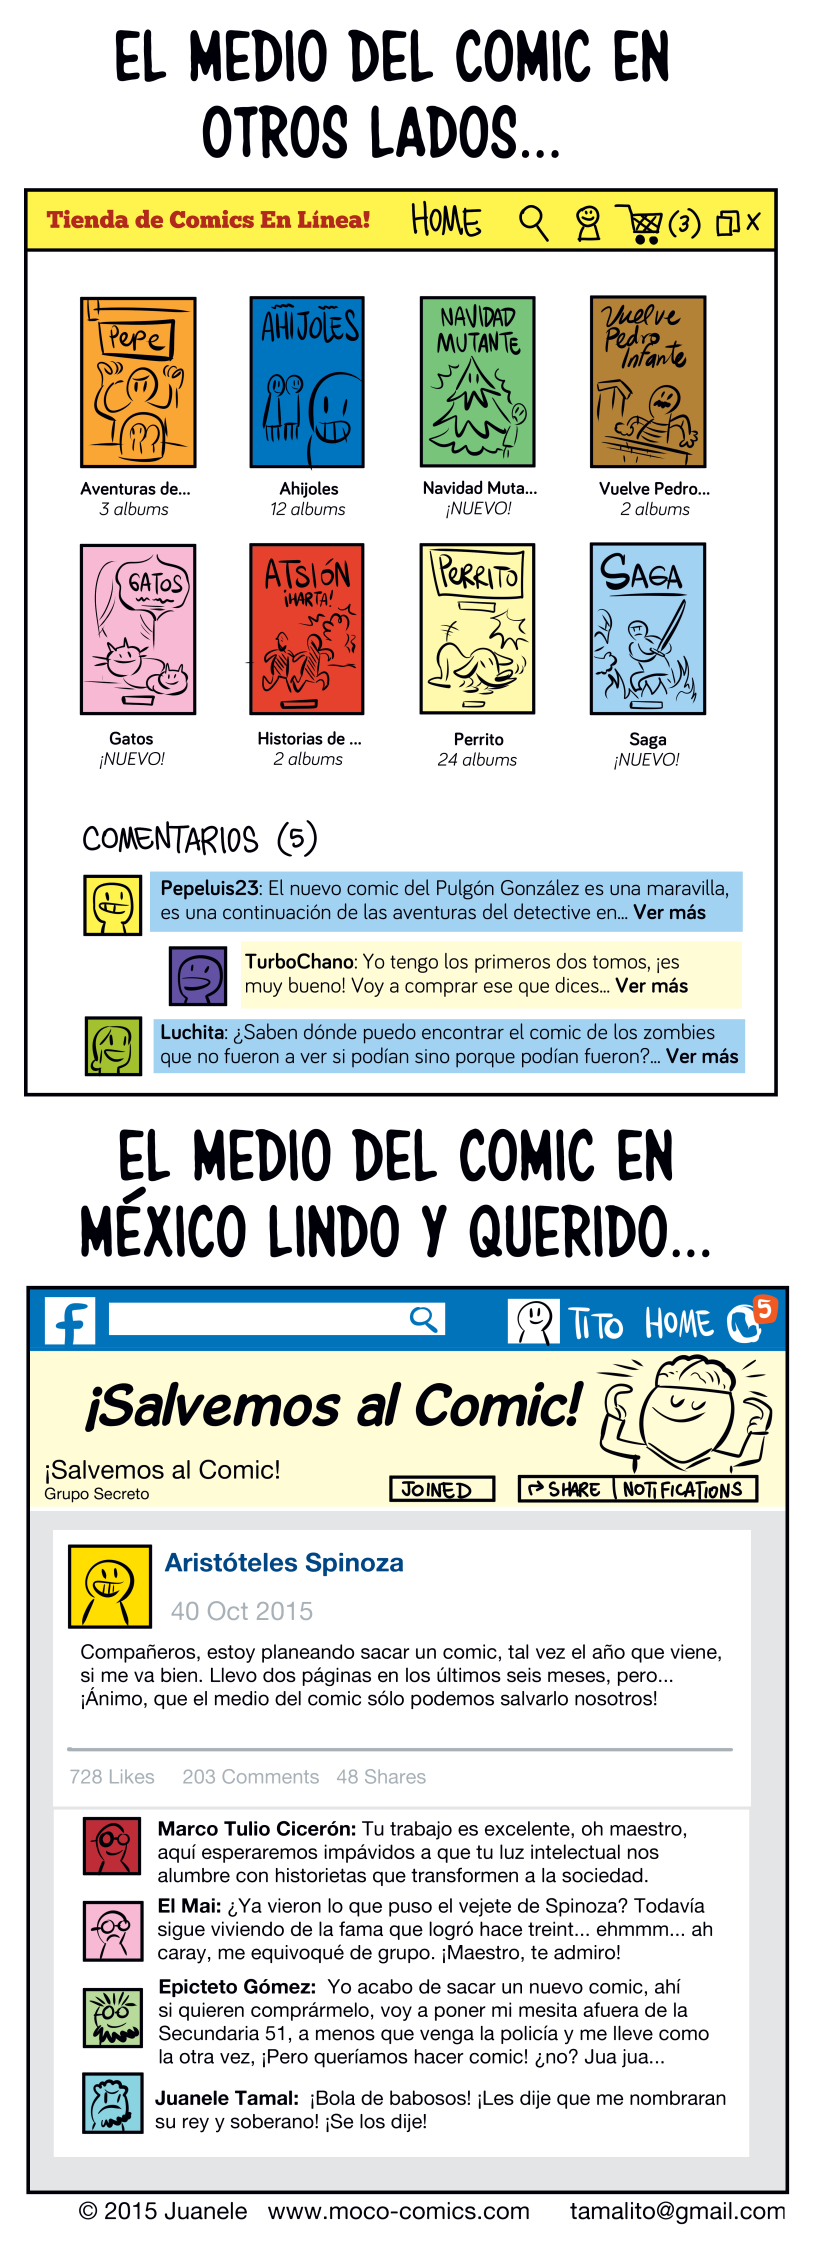 EL MEDIO DEL COMIC EN
OTROS LADOS...
Tienda de Comics En Línea! HOME (3) X
PEPE
AHIJOLES
NAVIDAD
MUTANTE
Vuelve
Pedro
Infante
Aventuras de... Ahijoles Navidad Muta... Vuelve Pedro...
3 albums 12 albums ¡NUEVO! 2 albums
GATOS
ATSIÓN
¡HARTA!
PERRITO
SAGA
Gatos Historias de ... Perrito Saga
¡NUEVO! 2 albums 24 albums ¡NUEVO!
COMENTARIOS (5)
Pepeluis23: El nuevo comic del Pulgón González es una maravilla,
es una continuación de las aventuras del detective en... Ver más
TurboChano: Yo tengo los primeros dos tomos, ¡es
muy bueno! Voy a comprar ese que dices... Ver más
Luchita: ¿Saben dónde puedo encontrar el comic de los zombies
que no fueron a ver si podían sino porque podían fueron?... Ver más
EL MEDIO DEL COMIC EN
MÉXICO LINDO Y QUERIDO...
f TITO HOME 5
¡Salvemos al Comic!
¡Salvemos al Comic!
Grupo Secreto
JOINED SHARE NOTIFICATIONS
Aristóteles Spinoza
40 Oct 2015
Compañeros, estoy planeando sacar un comic, tal vez el año que viene,
si me va bien. Llevo dos páginas en los últimos seis meses, pero...
¡Ánimo, que el medio del comic sólo podemos salvarlo nosotros!
728 Likes 203 Comments 48 Shares
Marco Tulio Cicerón: Tu trabajo es excelente, oh maestro,
aquí esperaremos impávidos a que tu luz intelectual nos
alumbre con historietas que transformen a la sociedad.
El Mai: ¿Ya vieron lo que puso el vejete de Spinoza? Todavía
sigue viviendo de la fama que logró hace treint... ehmmm... ah
caray, me equivoqué de grupo. ¡Maestro, te admiro!
Epicteto Gómez: Yo acabo de sacar un nuevo comic, ahí
si quieren comprármelo, voy a poner mi mesita afuera de la
Secundaria 51, a menos que venga la policía y me lleve como
la otra vez, ¡Pero queríamos hacer comic! ¿no? Jua jua...
Juanele Tamal: ¡Bola de babosos! ¡Les dije que me nombraran
su rey y soberano! ¡Se los dije!
© 2015 Juanele www.moco-comics.com tamalito@gmail.com